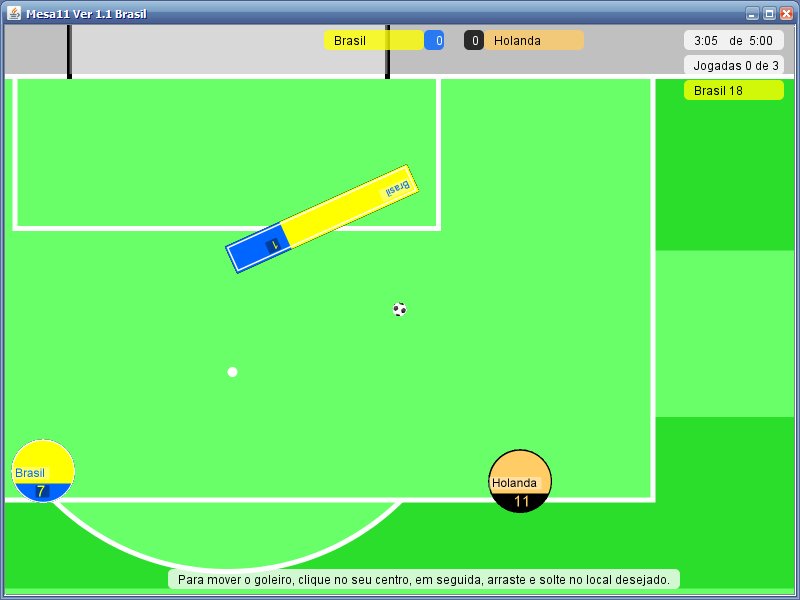 Mesa11 Ver 1.1 Brasil
Brasil 0 0 Holanda
3:05 de 5:00
Jogadas 0 de 3
Brasil 18
Brasil
1
Brasil
7
Holanda
11
Para mover o goleiro, clique no seu centro, em seguida, arraste e solte no local desejado.